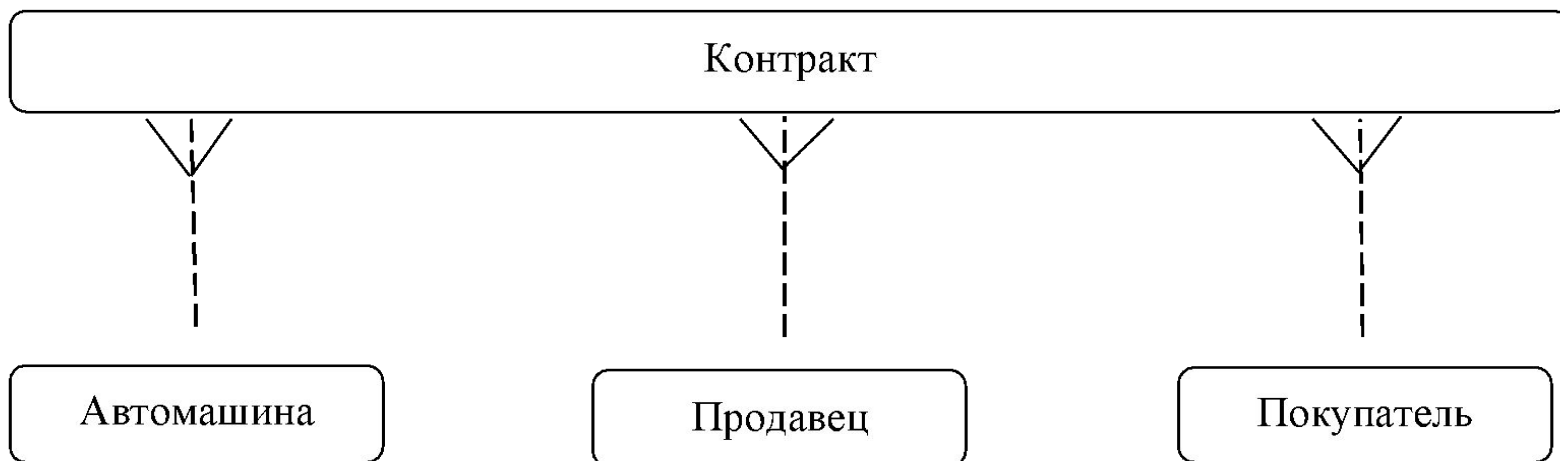 Контракт
Автомашина
Продавец
Покупатель